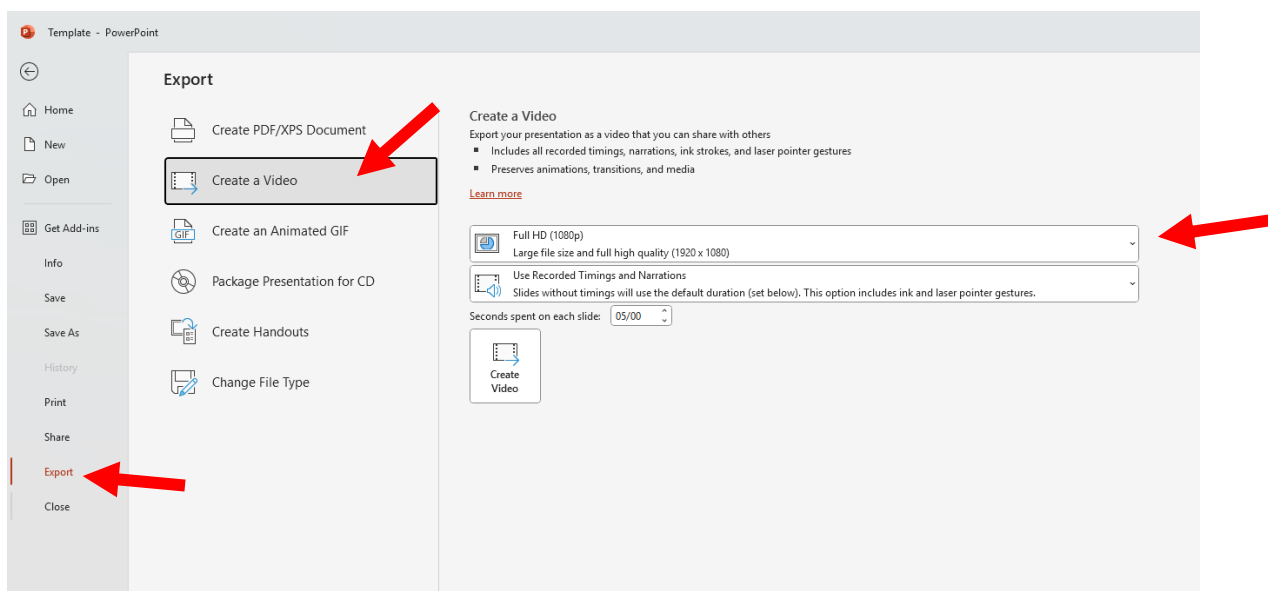 Template - PowerPoint
Home
New
Open
Get Add-ins
Info
Save
Save As
History
Print
Share
Export
Close
Export
Create PDF/XPS Document
Create a Video
GIF
Create an Animated GIF
Package Presentation for CD
Create Handouts
Change File Type
Create a Video
Export your presentation as a video that you can share with others
Includes all recorded timings, narrations, ink strokes, and laser pointer gestures
Preserves animations, transitions, and media
Learn more
Full HD (1080p)
Large file size and full high quality (1920 x 1080)
Use Recorded Timings and Narrations
Slides without timings will use the default duration (set below). This option includes ink and laser pointer gestures.
Seconds spent on each slide: 05/00
Create
Video